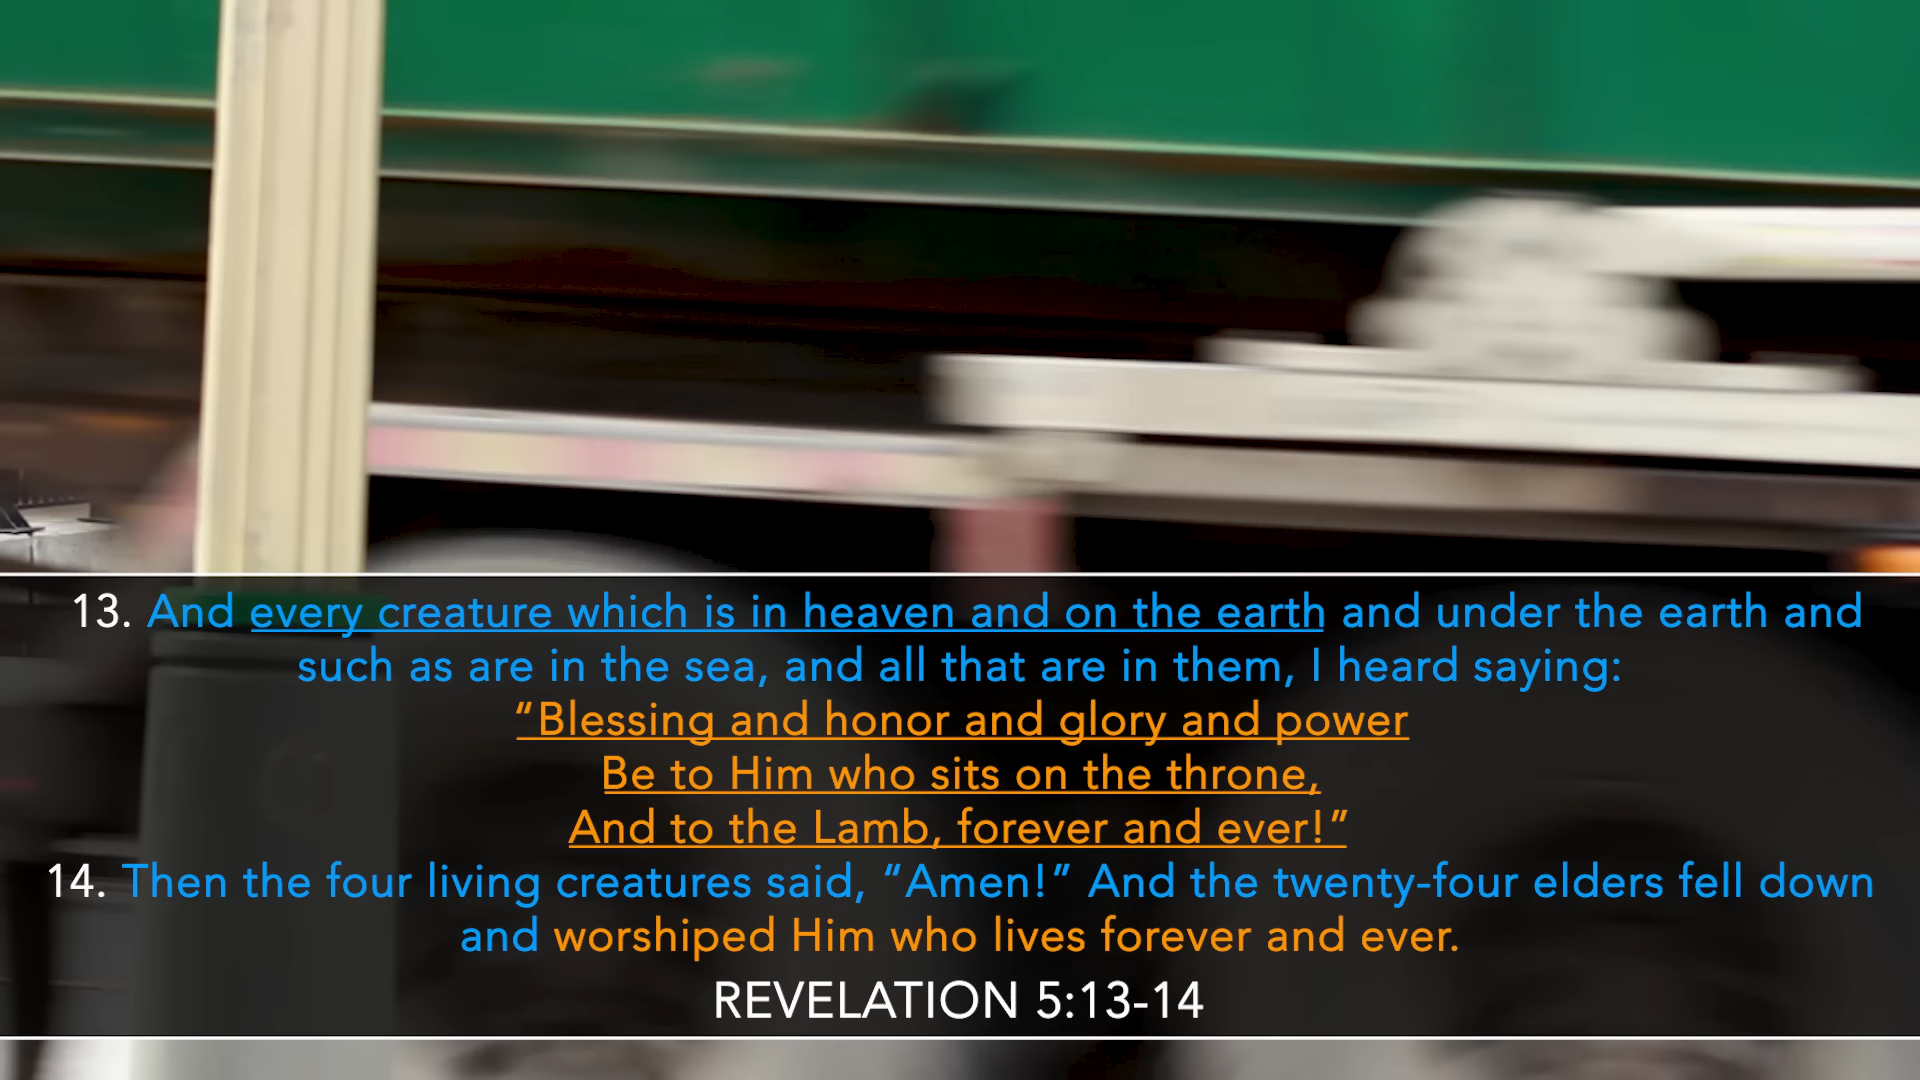 13. And every creature which is in heaven and on the earth and under the earth and
such as are in the sea, and all that are in them, I heard saying:
“Blessing and honor and glory and power
Be to Him who sits on the throne,
And to the Lamb, forever and ever!”
14. Then the four living creatures said, “Amen!” And the twenty-four elders fell down
and worshiped Him who lives forever and ever.
REVELATION 5:13-14